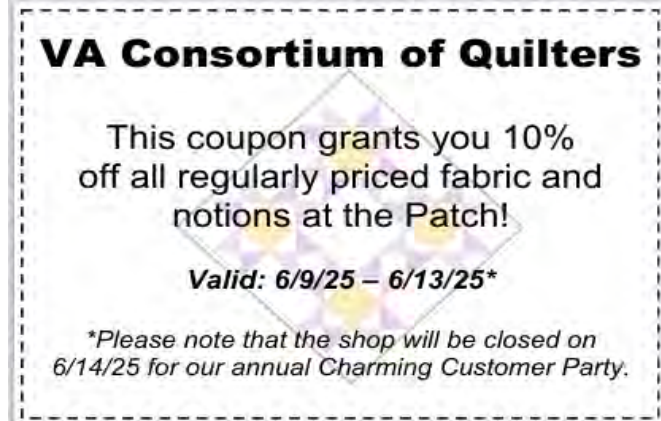 VA Consortium of Quilters
This coupon grants you 10%
off all regularly priced fabric and
notions at the Patch!
Valid: 6/9/25 – 6/13/25*
*Please note that the shop will be closed on
6/14/25 for our annual Charming Customer Party.